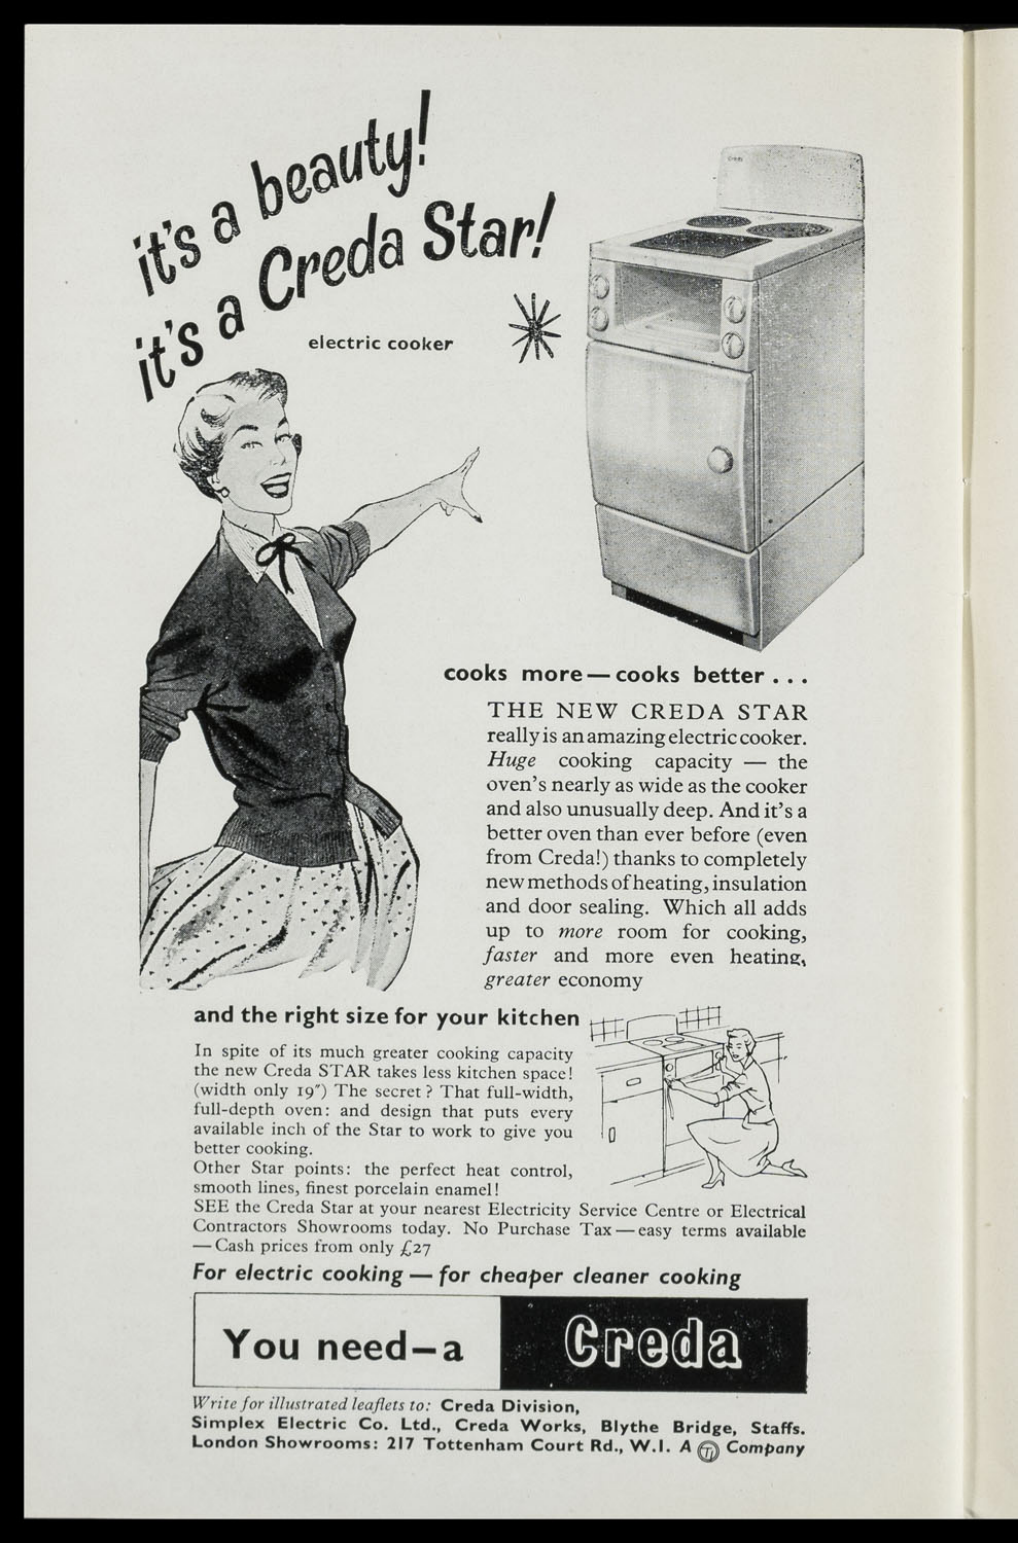 it's a beauty!
it's a Creda Star!
electric cooker
cooks more—cooks better...
THE NEW CREDA STAR
really is an amazing electric cooker.
Huge cooking capacity — the
oven's nearly as wide as the cooker
and also unusually deep. And it's a
better oven than ever before (even
from Creda!) thanks to completely
new methods of heating, insulation
and door sealing. Which all adds
up to more room for cooking,
faster and more even heating,
greater economy
and the right size for your kitchen
In spite of its much greater cooking capacity
the new Creda STAR takes less kitchen space!
(width only 19″) The secret? That full-width,
full-depth oven: and design that puts every
available inch of the Star to work to give you
better cooking.
Other Star points: the perfect heat control,
smooth lines, finest porcelain enamel!
SEE the Creda Star at your nearest Electricity Service Centre or Electrical
Contractors Showrooms today. No Purchase Tax—easy terms available
—Cash prices from only £27
For electric cooking — for cheaper cleaner cooking
You need—a Creda
Write for illustrated leaflets to: Creda Division,
Simplex Electric Co. Ltd., Creda Works, Blythe Bridge, Staffs.
London Showrooms: 217 Tottenham Court Rd., W.I. A TI Company